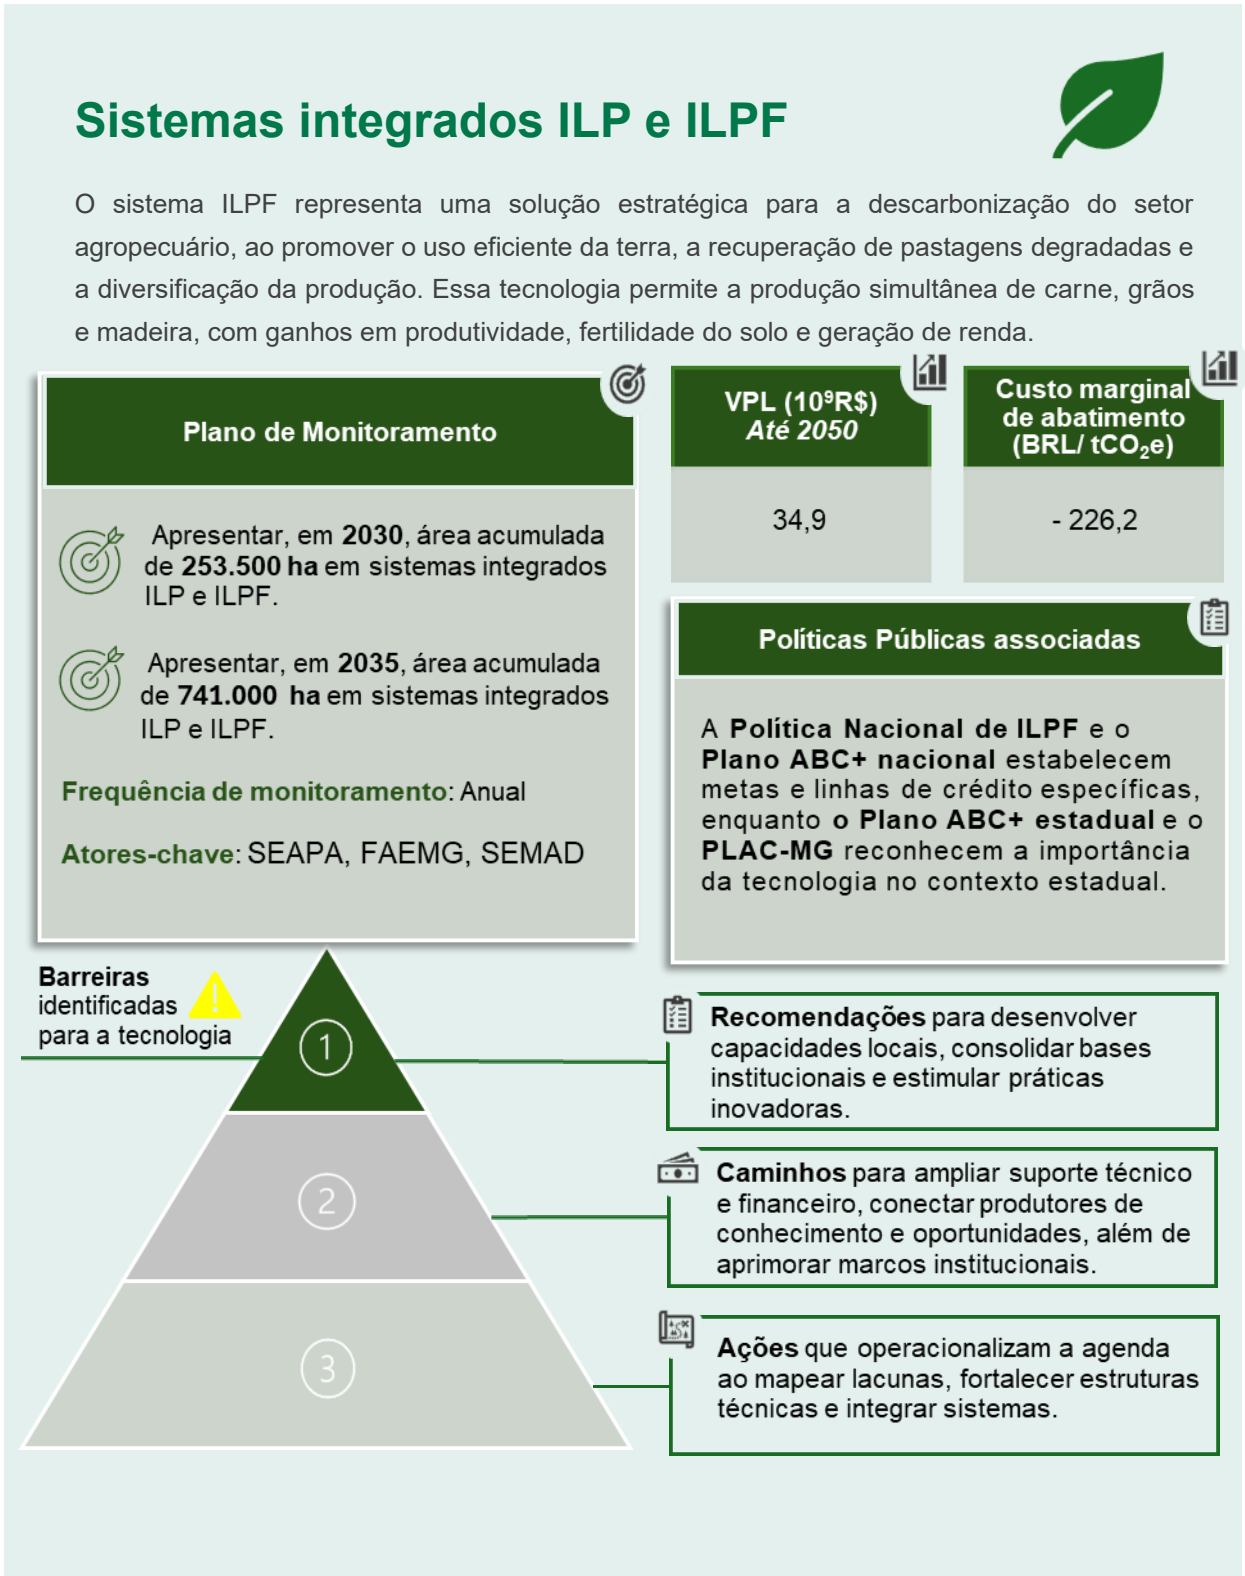 Sistemas integrados ILP e ILPF
O sistema ILPF representa uma solução estratégica para a descarbonização do setor
agropecuário, ao promover o uso eficiente da terra, a recuperação de pastagens degradadas e
a diversificação da produção. Essa tecnologia permite a produção simultânea de carne, grãos
e madeira, com ganhos em produtividade, fertilidade do solo e geração de renda.
Plano de Monitoramento
Apresentar, em 2030, área acumulada
de 253.500 ha em sistemas integrados
ILP e ILPF.
Apresentar, em 2035, área acumulada
de 741.000 ha em sistemas integrados
ILP e ILPF.
Frequência de monitoramento: Anual
Atores-chave: SEAPA, FAEMG, SEMAD
VPL (10⁹R$)
Até 2050
34,9
Custo marginal
de abatimento
(BRL/ tCO₂e)
- 226,2
Políticas Públicas associadas
A Política Nacional de ILPF e o
Plano ABC+ nacional estabelecem
metas e linhas de crédito específicas,
enquanto o Plano ABC+ estadual e o
PLAC-MG reconhecem a importância
da tecnologia no contexto estadual.
Barreiras
identificadas
para a tecnologia
1
Recomendações para desenvolver
capacidades locais, consolidar bases
institucionais e estimular práticas
inovadoras.
2
Caminhos para ampliar suporte técnico
e financeiro, conectar produtores de
conhecimento e oportunidades, além de
aprimorar marcos institucionais.
3
Ações que operacionalizam a agenda
ao mapear lacunas, fortalecer estruturas
técnicas e integrar sistemas.